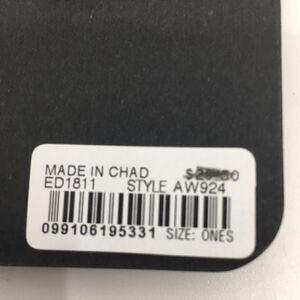 MADE IN CHAD
ED1811 STYLE AW924
099106195331 SIZE: ONES